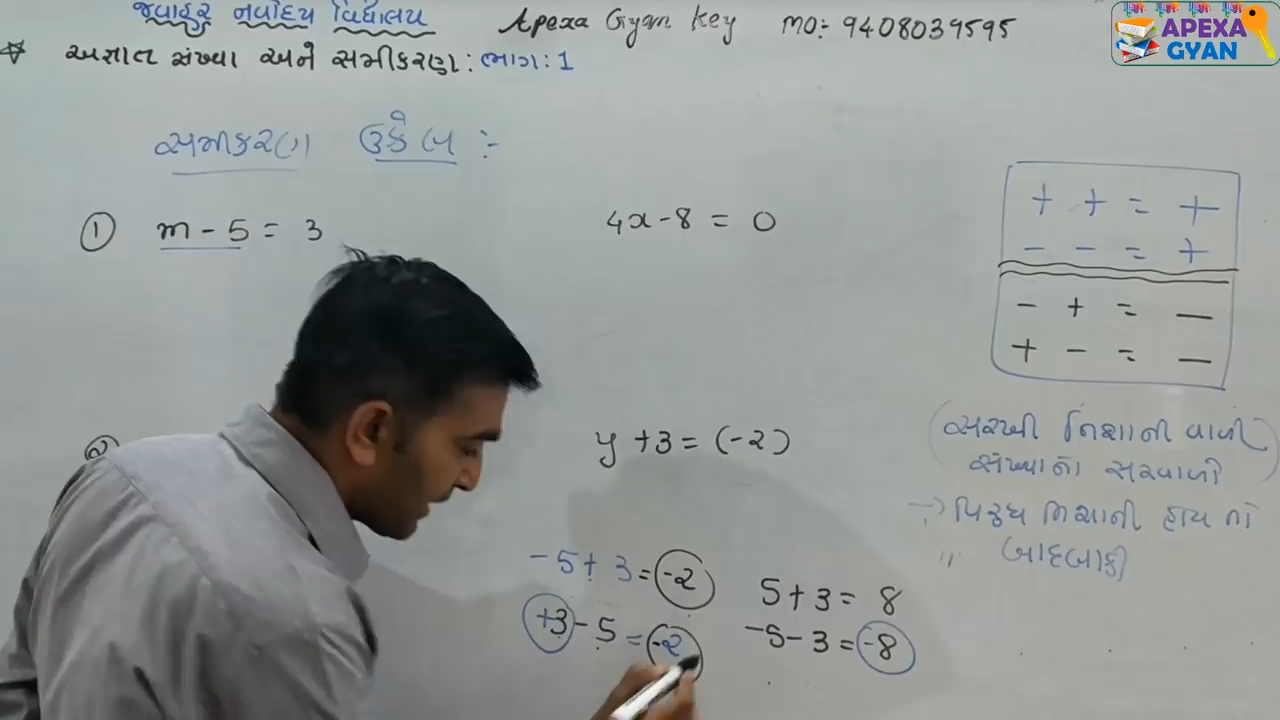 જવાહર નવોદય વિદ્યાલય Apexa Gyan Key MO:- 9408039595
APEXA GYAN
અજ્ઞાત સંખ્યા અને સમીકરણ : ભાગ : 1
સમીકરણ ઉકેલ :-
① m - 5 = 3
4x - 8 = 0
+ + = +
- - = +
- + = -
+ - = -
②
y + 3 = (-2)
(સરખી નિશાની વાળી
સંખ્યાનો સરવાળો)
→ વિરુધ્ધ નિશાની હોય તો
બાદબાકી
-5 + 3 = -2
+3 - 5 = -2
5 + 3 = 8
-5 - 3 = -8